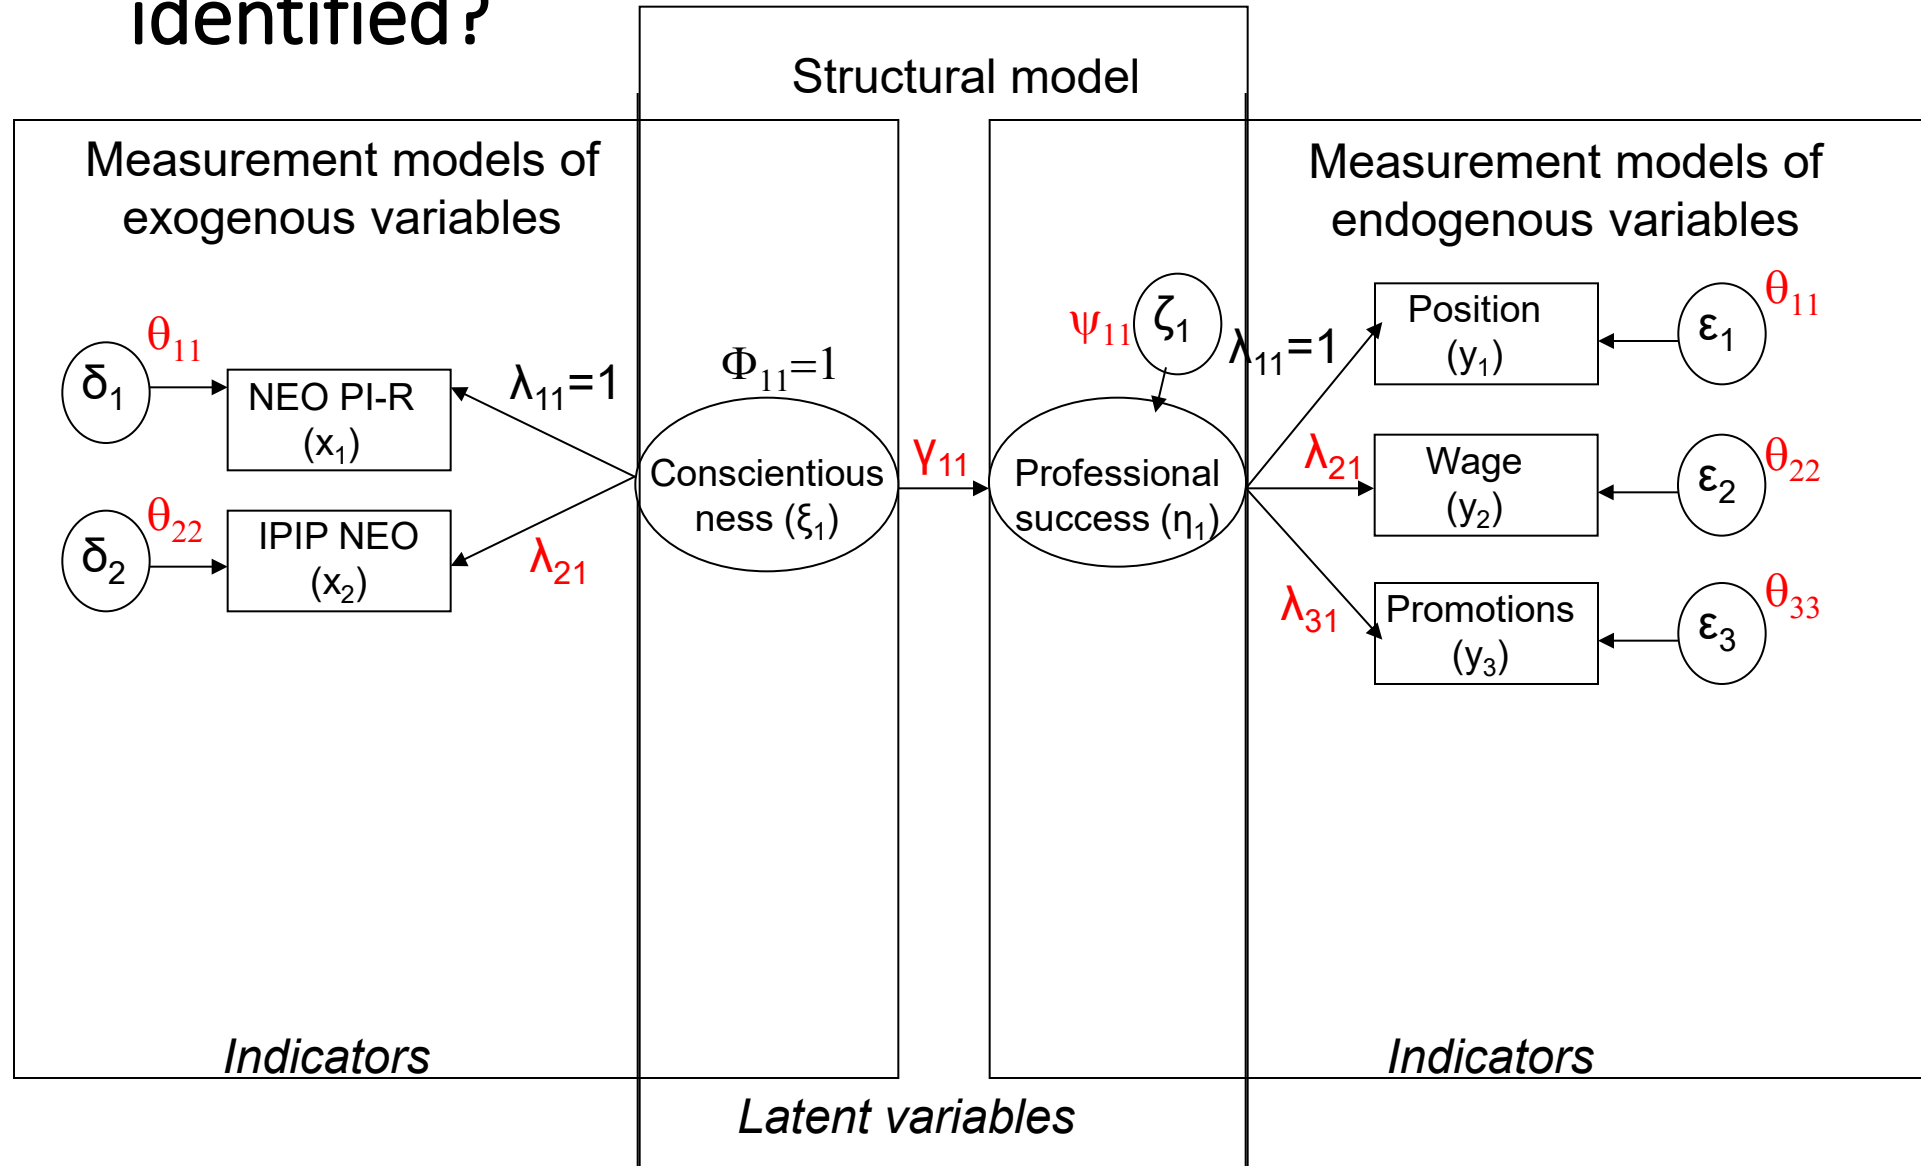 identified?
Structural model
Measurement models of
exogenous variables
Measurement models of
endogenous variables
δ₁
θ₁₁
NEO PI-R
(x₁)
λ₁₁=1
δ₂
θ₂₂
IPIP NEO
(x₂)
λ₂₁
Φ₁₁=1
Conscientious
ness (ξ₁)
γ₁₁
ψ₁₁
ζ₁
Professional
success (η₁)
λ₁₁=1
λ₂₁
λ₃₁
Position
(y₁)
ε₁
θ₁₁
Wage
(y₂)
ε₂
θ₂₂
Promotions
(y₃)
ε₃
θ₃₃
Indicators
Indicators
Latent variables